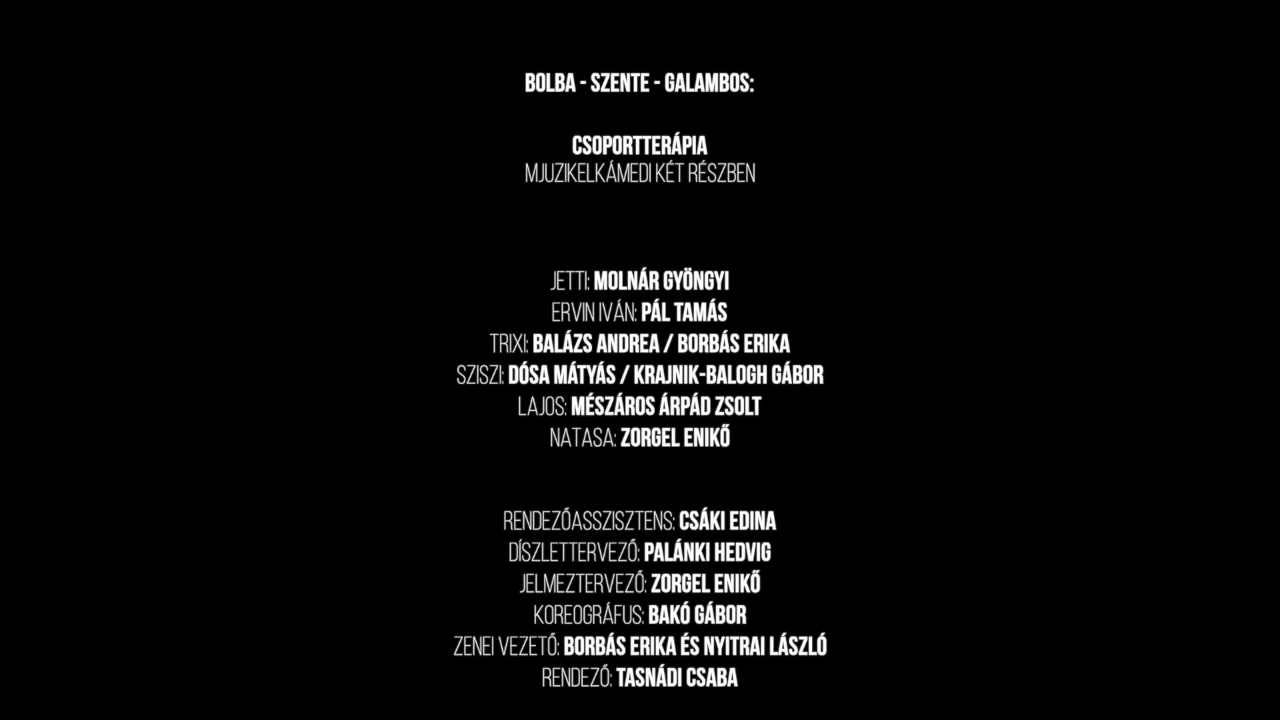 BOLBA - SZENTE - GALAMBOS:
CSOPORTTERÁPIA
MJUZIKELKÁMEDI KÉT RÉSZBEN
JETTI: MOLNÁR GYÖNGYI
ERVIN IVÁN: PÁL TAMÁS
TRIXI: BALÁZS ANDREA / BORBÁS ERIKA
SZISZI: DÓSA MÁTYÁS / KRAJNIK-BALOGH GÁBOR
LAJOS: MÉSZÁROS ÁRPÁD ZSOLT
NATASA: ZORGEL ENIKŐ
RENDEZŐASSZISZTENS: CSÁKI EDINA
DÍSZLETTERVEZŐ: PALÁNKI HEDVIG
JELMEZTERVEZŐ: ZORGEL ENIKŐ
KOREOGRÁFUS: BAKÓ GÁBOR
ZENEI VEZETŐ: BORBÁS ERIKA ÉS NYITRAI LÁSZLÓ
RENDEZŐ: TASNÁDI CSABA